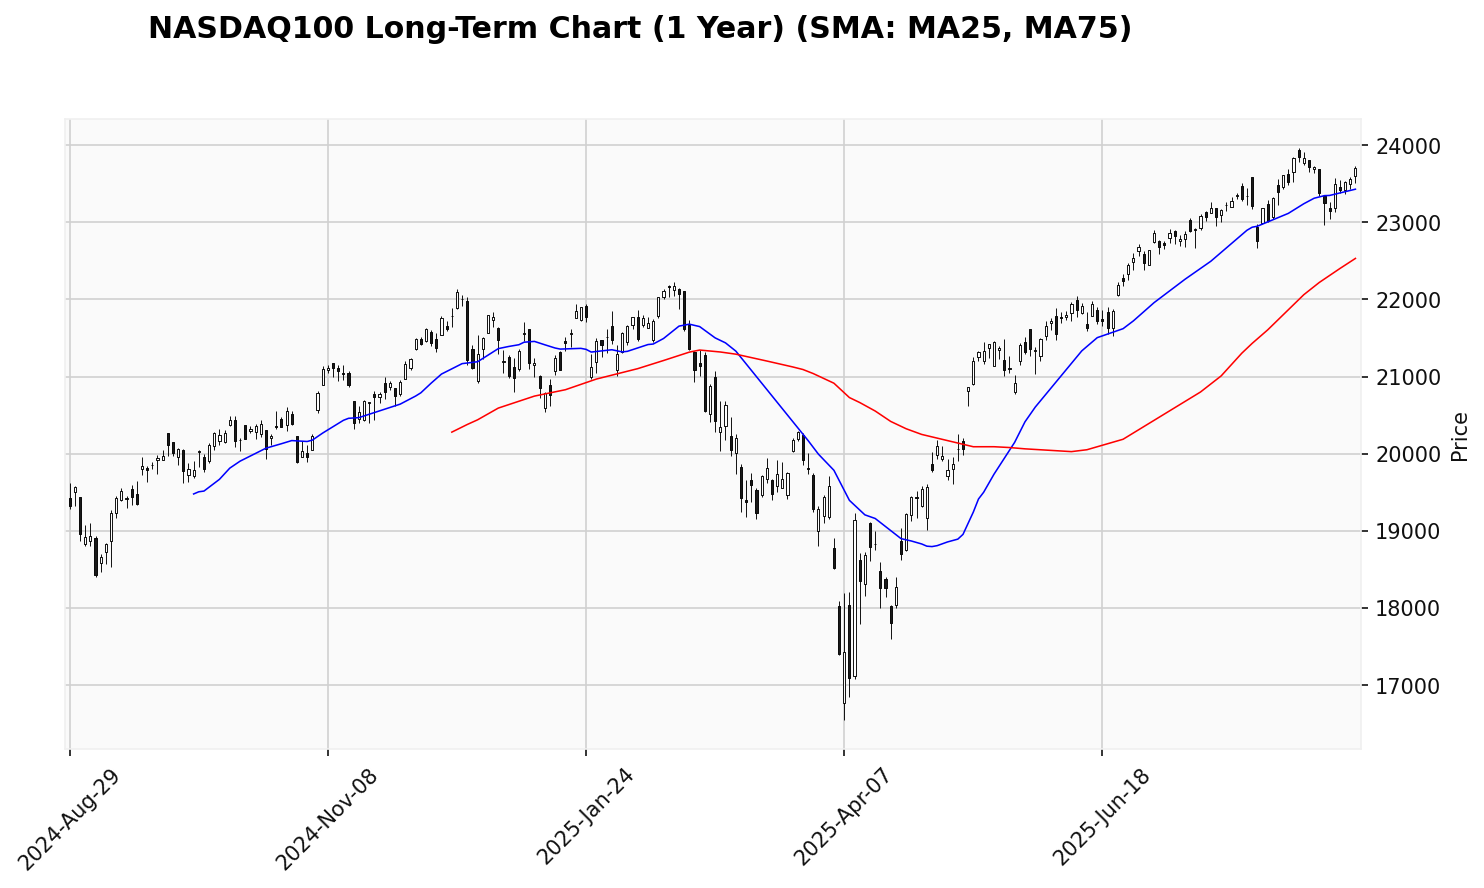 NASDAQ100 Long-Term Chart (1 Year) (SMA: MA25, MA75)
24000
23000
22000
21000
20000
19000
18000
17000
Price
2024-Aug-29
2024-Nov-08
2025-Jan-24
2025-Apr-07
2025-Jun-18